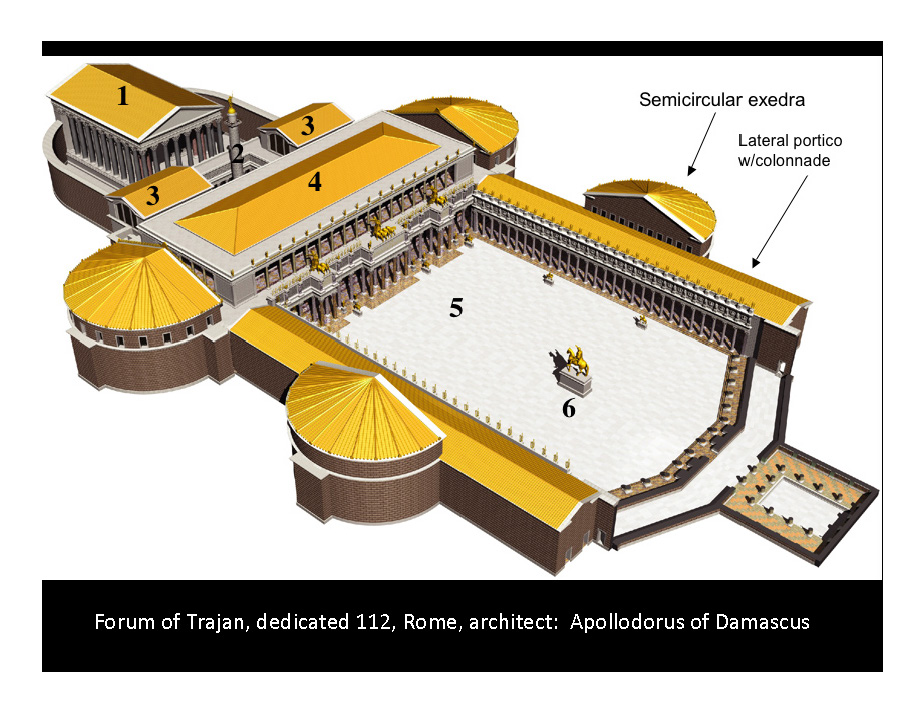 1
3
2
3
4
Semicircular exedra
Lateral portico
w/colonnade
5
6
Forum of Trajan, dedicated 112, Rome, architect:  Apollodorus of Damascus